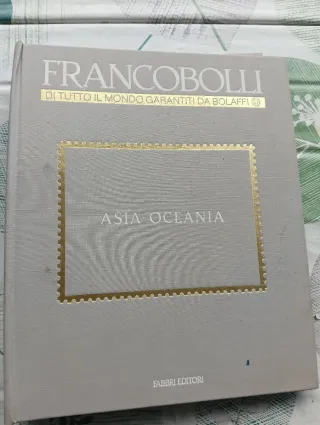 FRANCOBOLLI
DI TUTTO IL MONDO GARANTITI DA BOLAFFI
ASIA-OCEANIA
FABBRI EDITORI